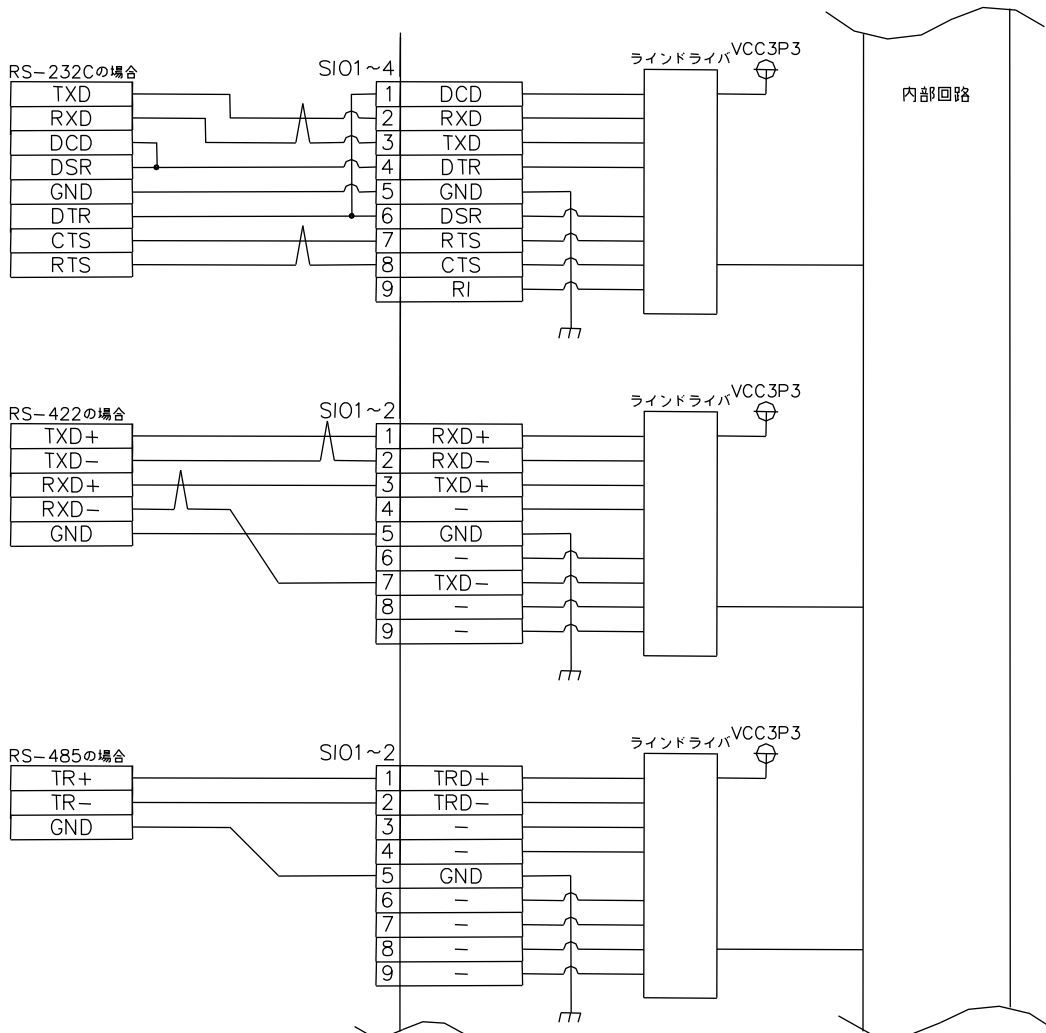 VCC3P3
ラインドライバ
SIO1~4
RS-232Cの場合
内部回路
TXD 1 DCD
RXD 2 RXD
DCD 3 TXD
DSR 4 DTR
GND 5 GND
DTR 6 DSR
CTS 7 RTS
RTS 8 CTS
9 RI
VCC3P3
ラインドライバ
SIO1~2
RS-422の場合
TXD+ 1 RXD+
TXD- 2 RXD-
RXD+ 3 TXD+
RXD- 4 -
GND 5 GND
6 -
7 TXD-
8 -
9 -
VCC3P3
ラインドライバ
SIO1~2
RS-485の場合
TR+ 1 TRD+
TR- 2 TRD-
GND 3 -
4 -
5 GND
6 -
7 -
8 -
9 -